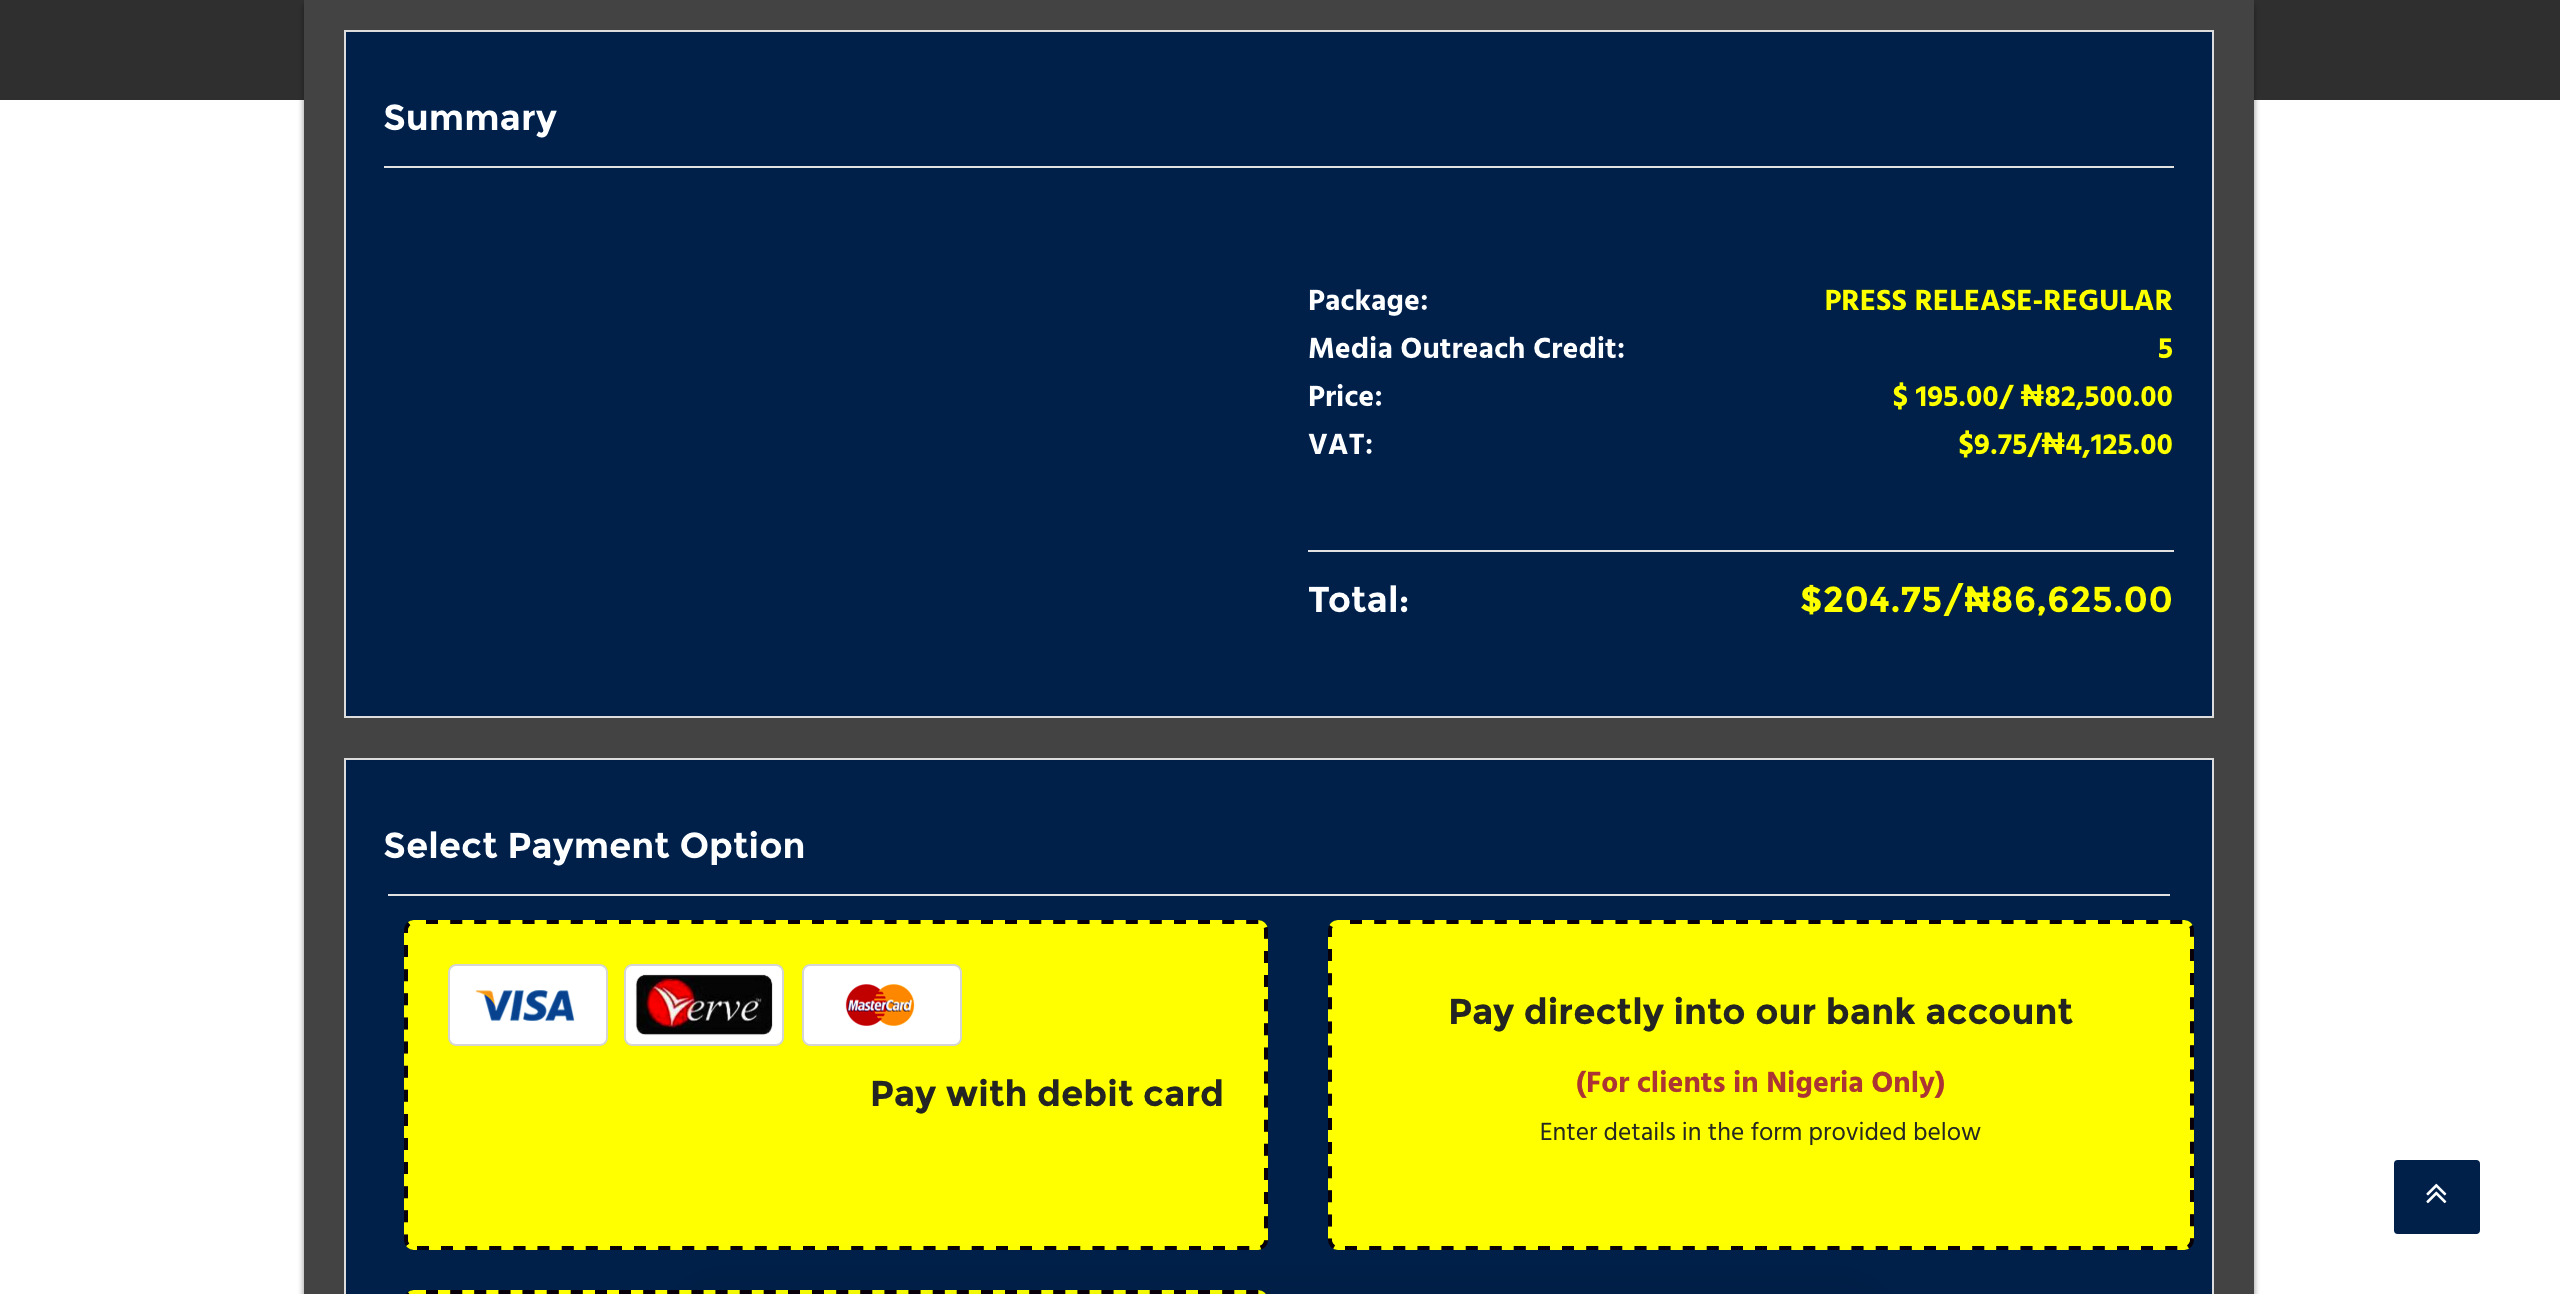 Summary
Package: PRESS RELEASE-REGULAR
Media Outreach Credit: 5
Price: $ 195.00/ ₦82,500.00
VAT: $9.75/₦4,125.00
Total: $204.75/₦86,625.00
Select Payment Option
VISA Verve™ MasterCard
Pay with debit card
Pay directly into our bank account
(For clients in Nigeria Only)
Enter details in the form provided below